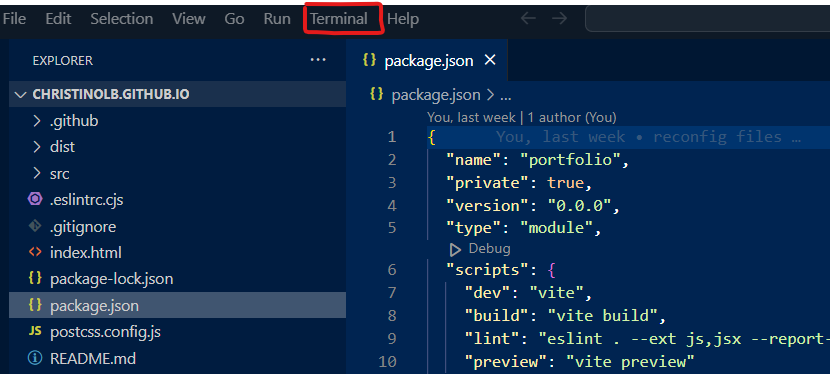 File Edit Selection View Go Run Terminal Help
EXPLORER
CHRISTINOLB.GITHUB.IO
.github
dist
src
.eslintrc.cjs
.gitignore
index.html
package-lock.json
package.json
postcss.config.js
README.md
package.json
package.json > ...
You, last week | 1 author (You)
1 { You, last week • reconfig files …
2 "name": "portfolio",
3 "private": true,
4 "version": "0.0.0",
5 "type": "module",
Debug
6 "scripts": {
7 "dev": "vite",
8 "build": "vite build",
9 "lint": "eslint . --ext js,jsx --report-
10 "preview": "vite preview"